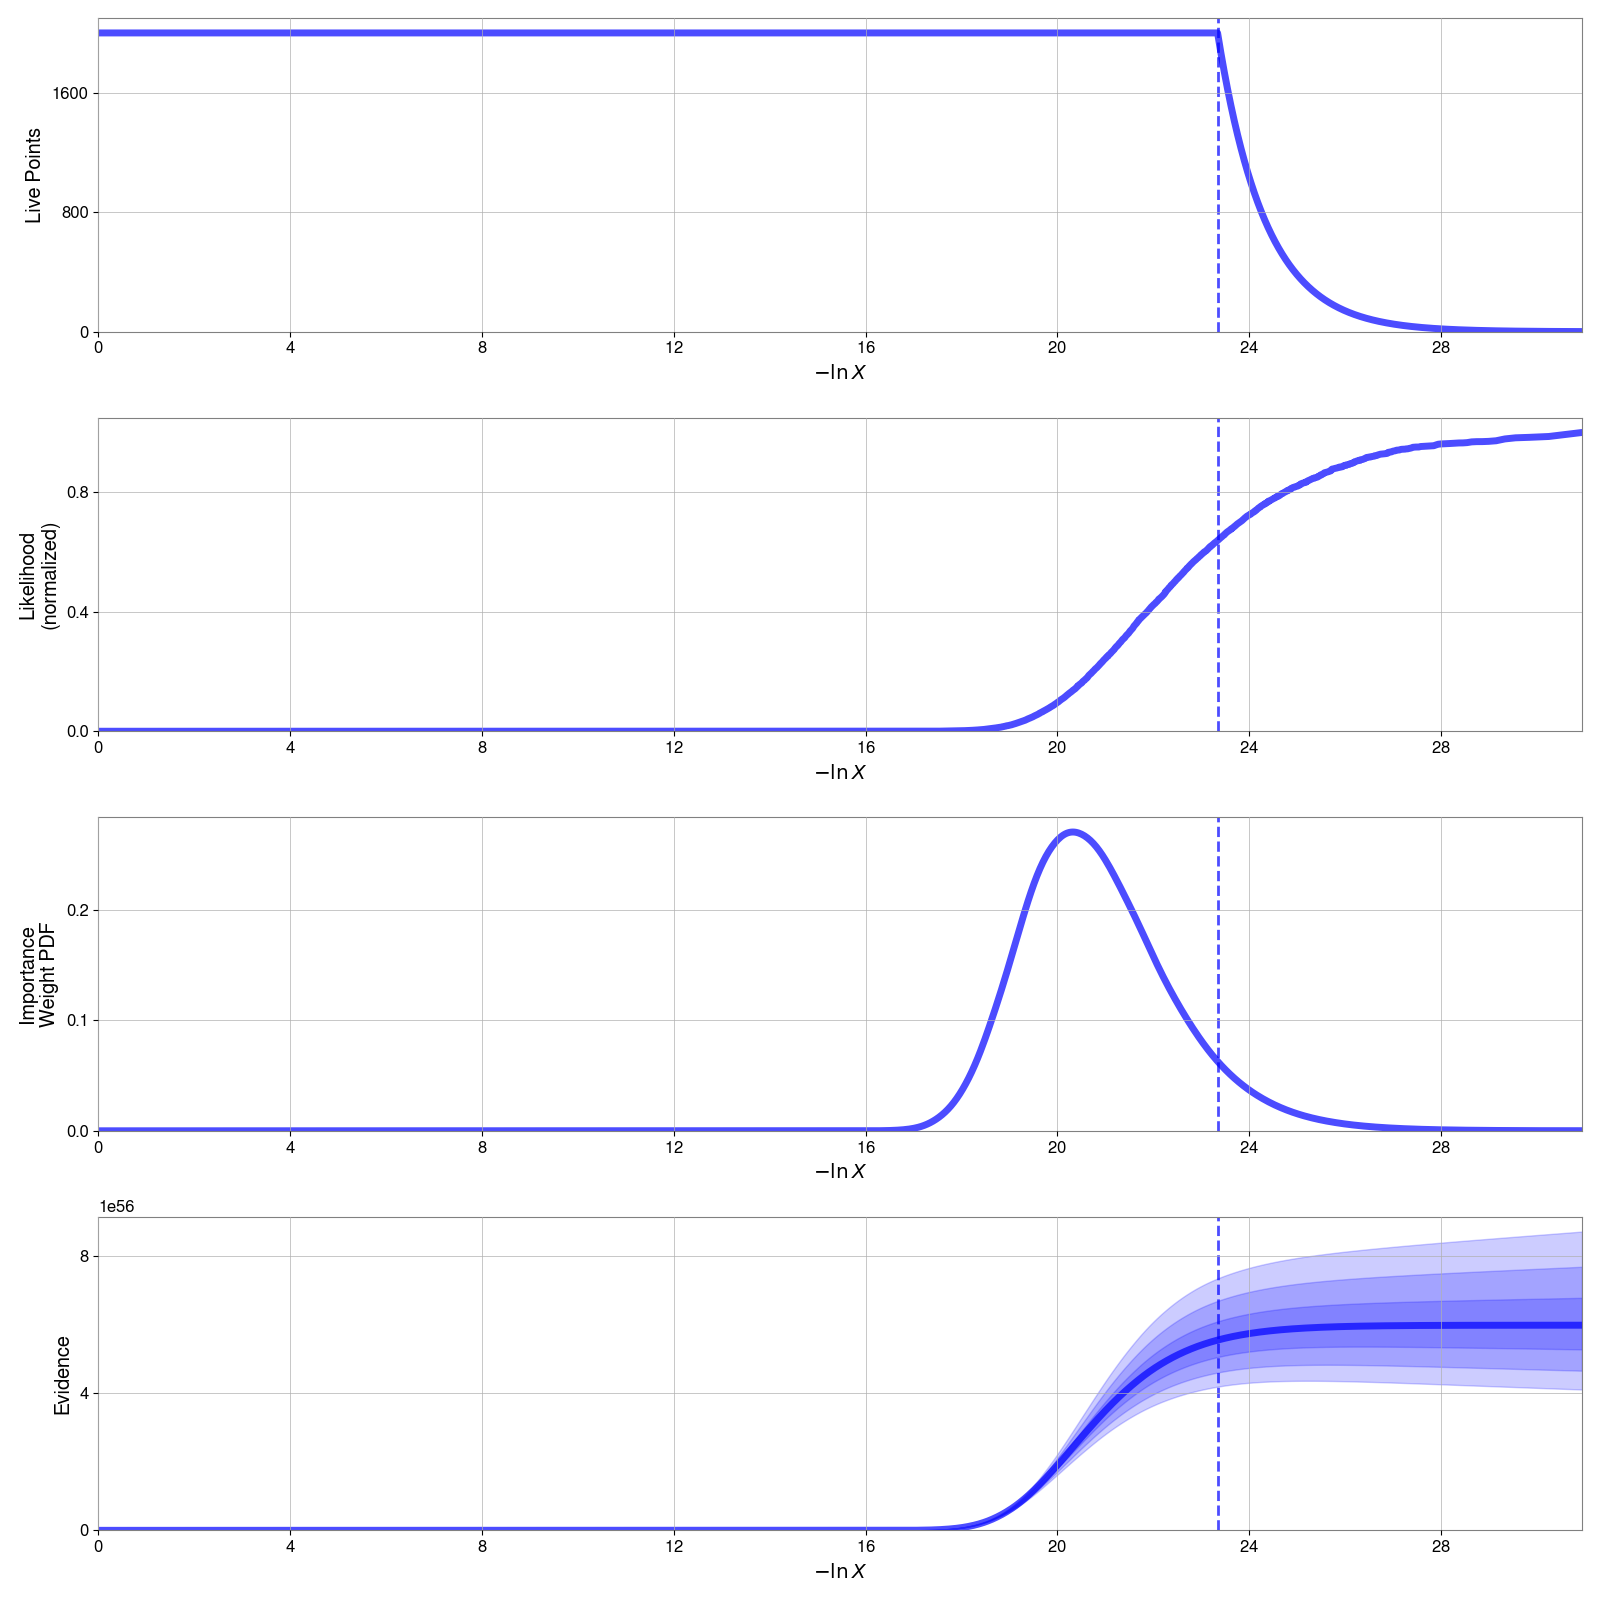 1600
800
0
Live Points
0 4 8 12 16 20 24 28
−ln X
0.8
0.4
0.0
Likelihood
(normalized)
0 4 8 12 16 20 24 28
−ln X
0.2
0.1
0.0
Importance
Weight PDF
0 4 8 12 16 20 24 28
−ln X
1e56
8
4
0
Evidence
0 4 8 12 16 20 24 28
−ln X